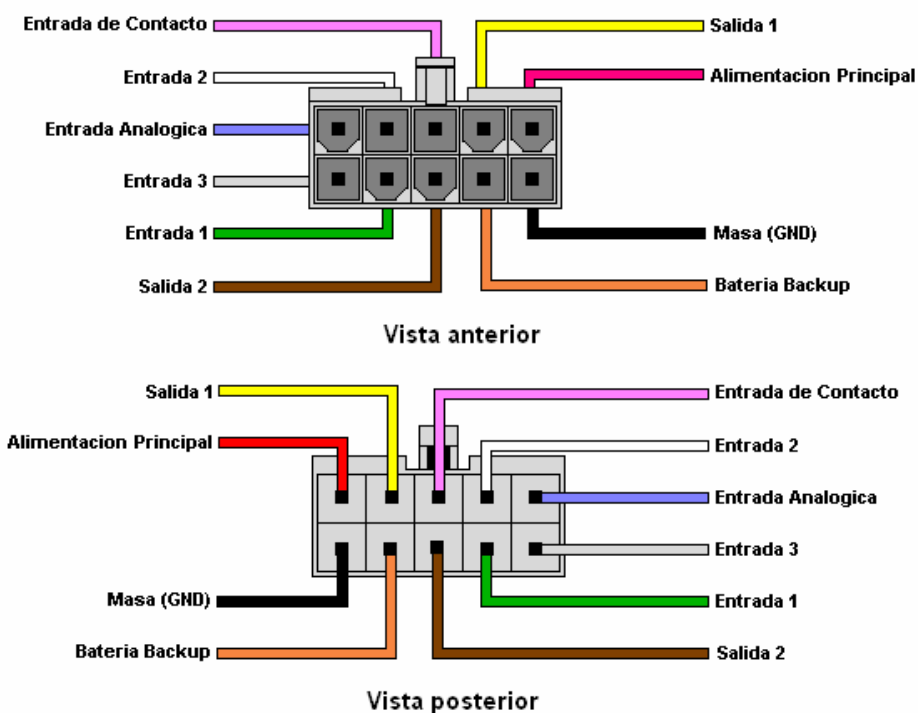 Entrada de Contacto
Salida 1
Entrada 2
Alimentacion Principal
Entrada Analogica
Entrada 3
Entrada 1
Masa (GND)
Salida 2
Bateria Backup
Vista anterior
Salida 1
Entrada de Contacto
Alimentacion Principal
Entrada 2
Entrada Analogica
Entrada 3
Masa (GND)
Entrada 1
Bateria Backup
Salida 2
Vista posterior